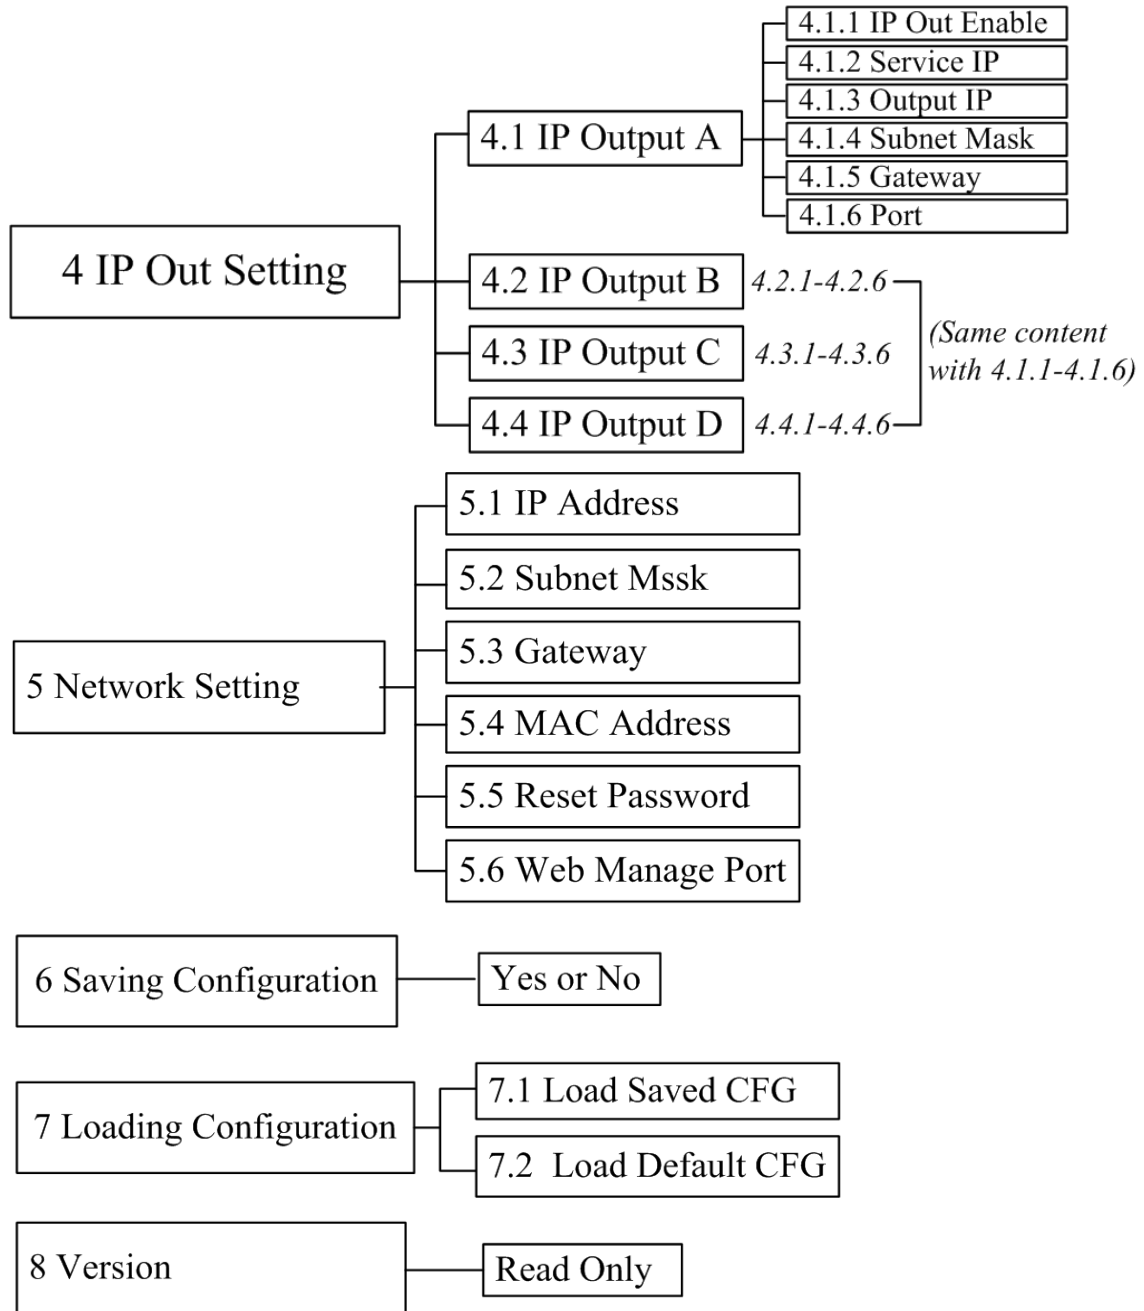 4 IP Out Setting
4.1 IP Output A
4.1.1 IP Out Enable
4.1.2 Service IP
4.1.3 Output IP
4.1.4 Subnet Mask
4.1.5 Gateway
4.1.6 Port
4.2 IP Output B 4.2.1-4.2.6
4.3 IP Output C 4.3.1-4.3.6
4.4 IP Output D 4.4.1-4.4.6
(Same content
with 4.1.1-4.1.6)
5 Network Setting
5.1 IP Address
5.2 Subnet Mssk
5.3 Gateway
5.4 MAC Address
5.5 Reset Password
5.6 Web Manage Port
6 Saving Configuration
Yes or No
7 Loading Configuration
7.1 Load Saved CFG
7.2 Load Default CFG
8 Version
Read Only